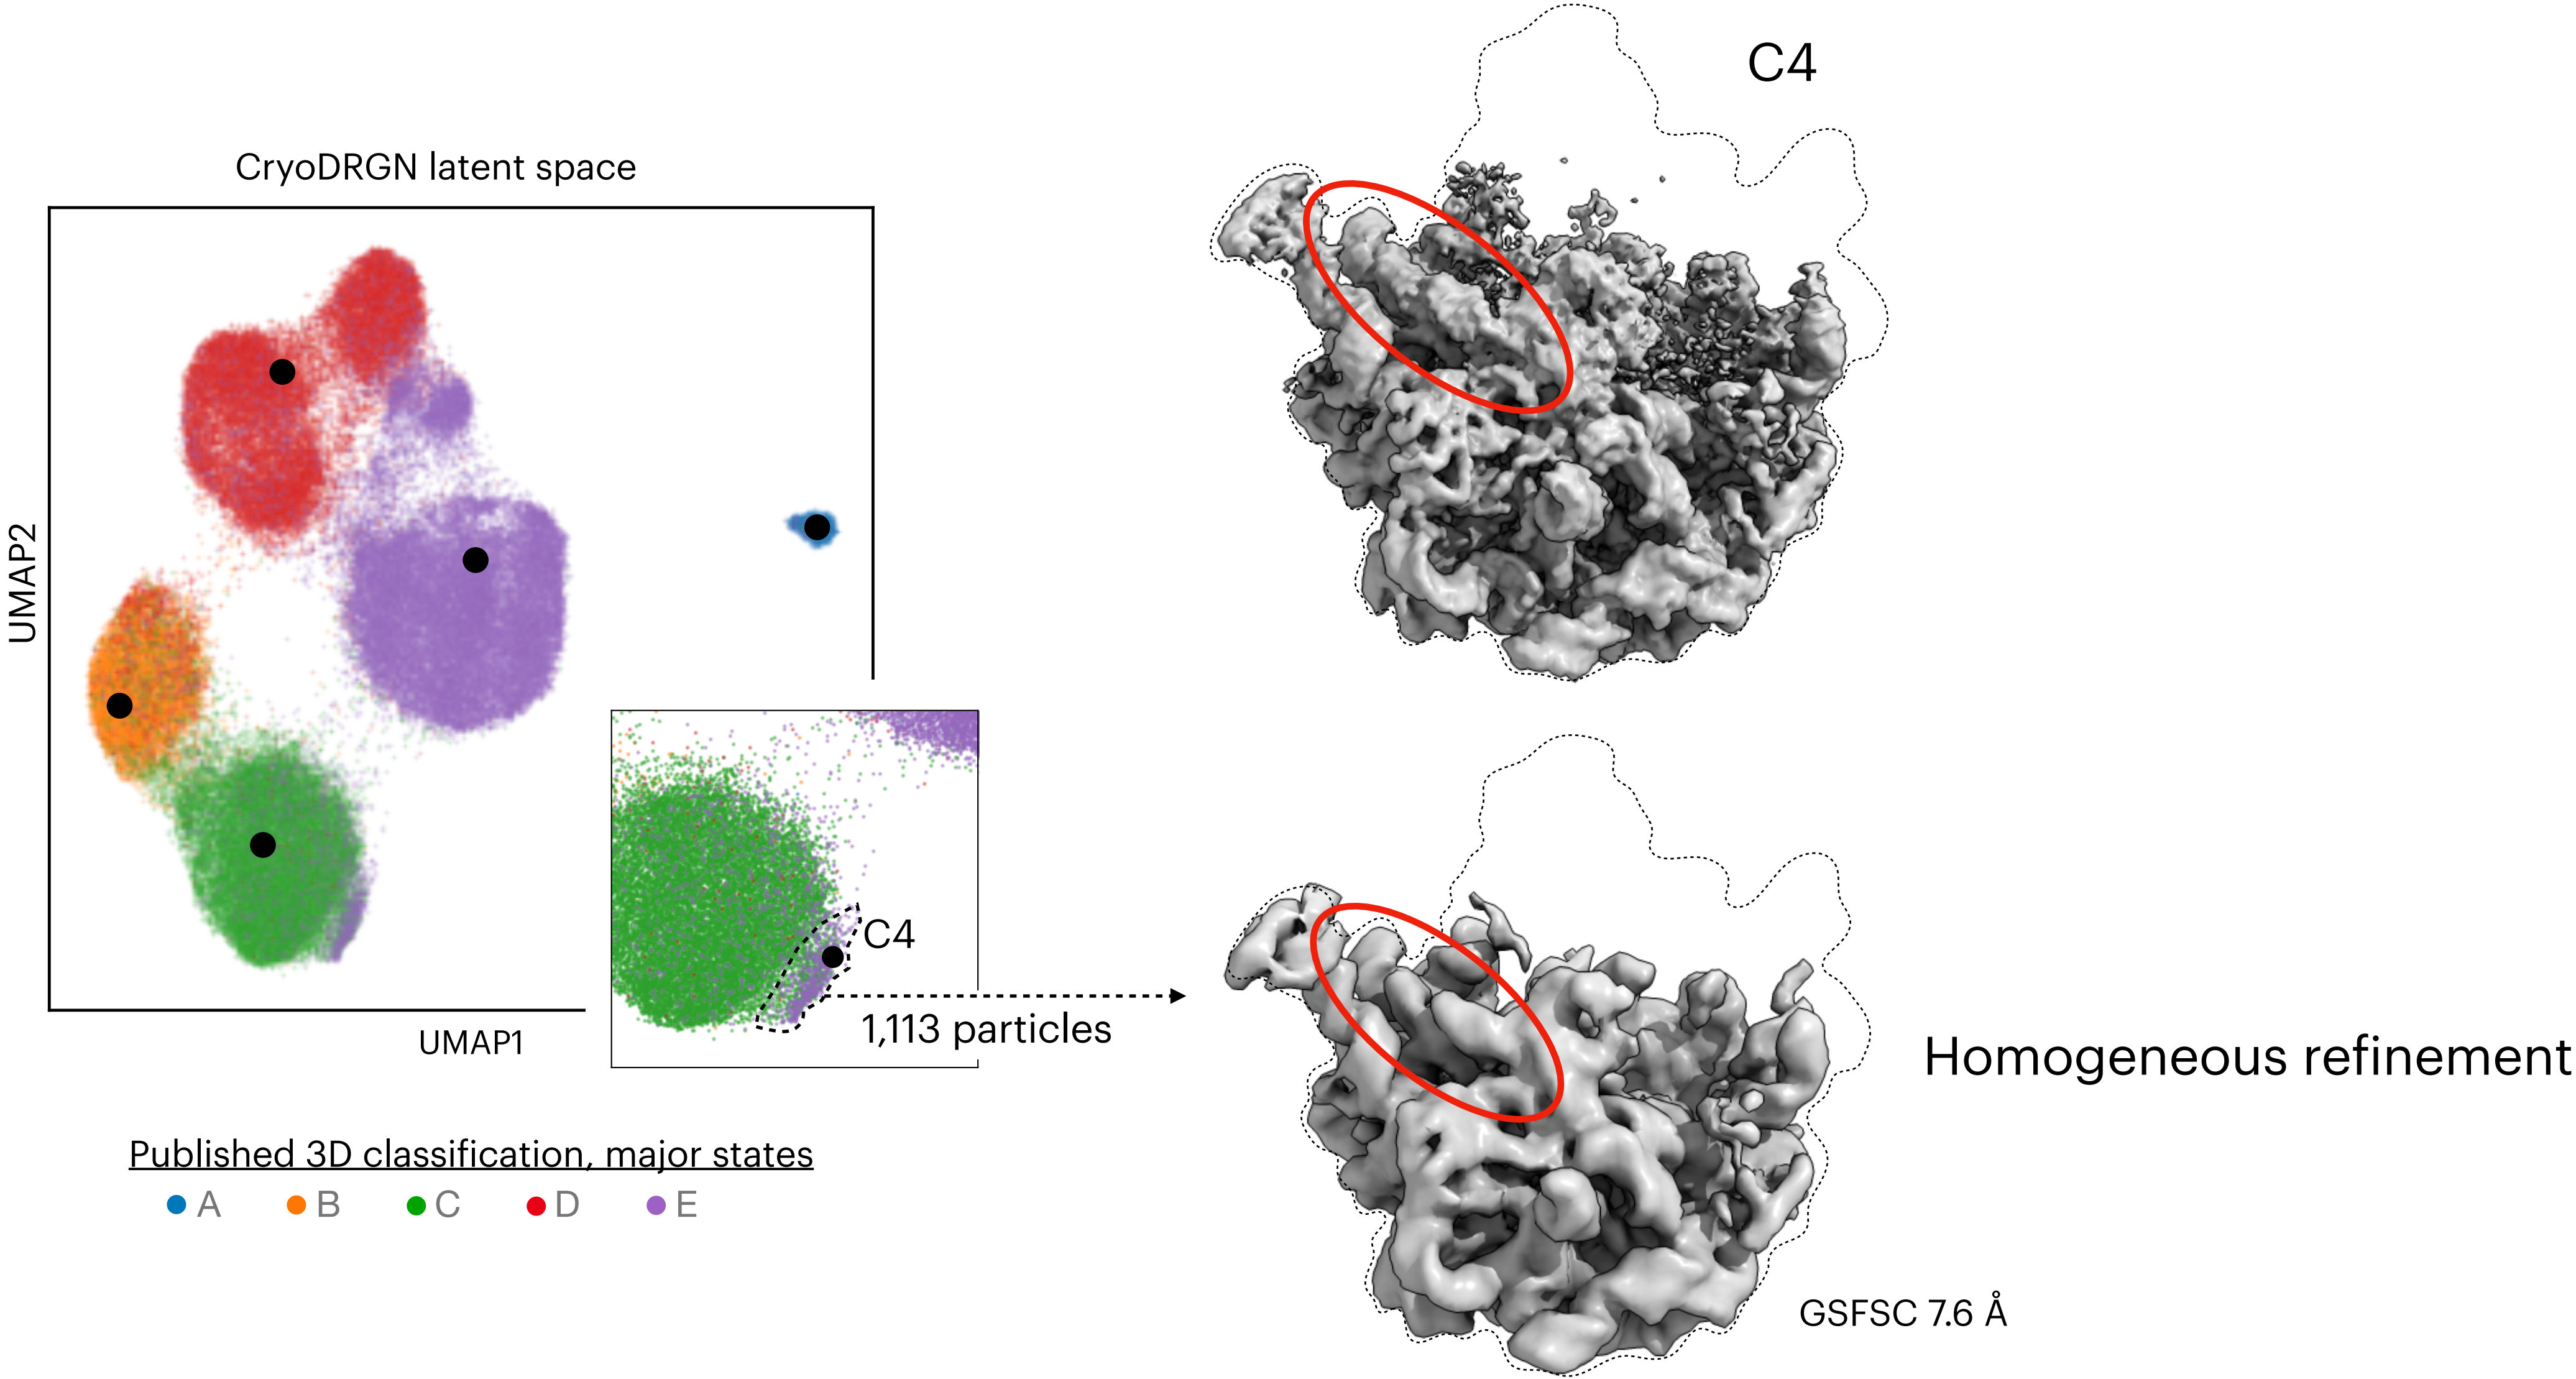 CryoDRGN latent space
UMAP2
UMAP1
C4
1,113 particles
Published 3D classification, major states
A B C D E
C4
Homogeneous refinement
GSFSC 7.6 Å